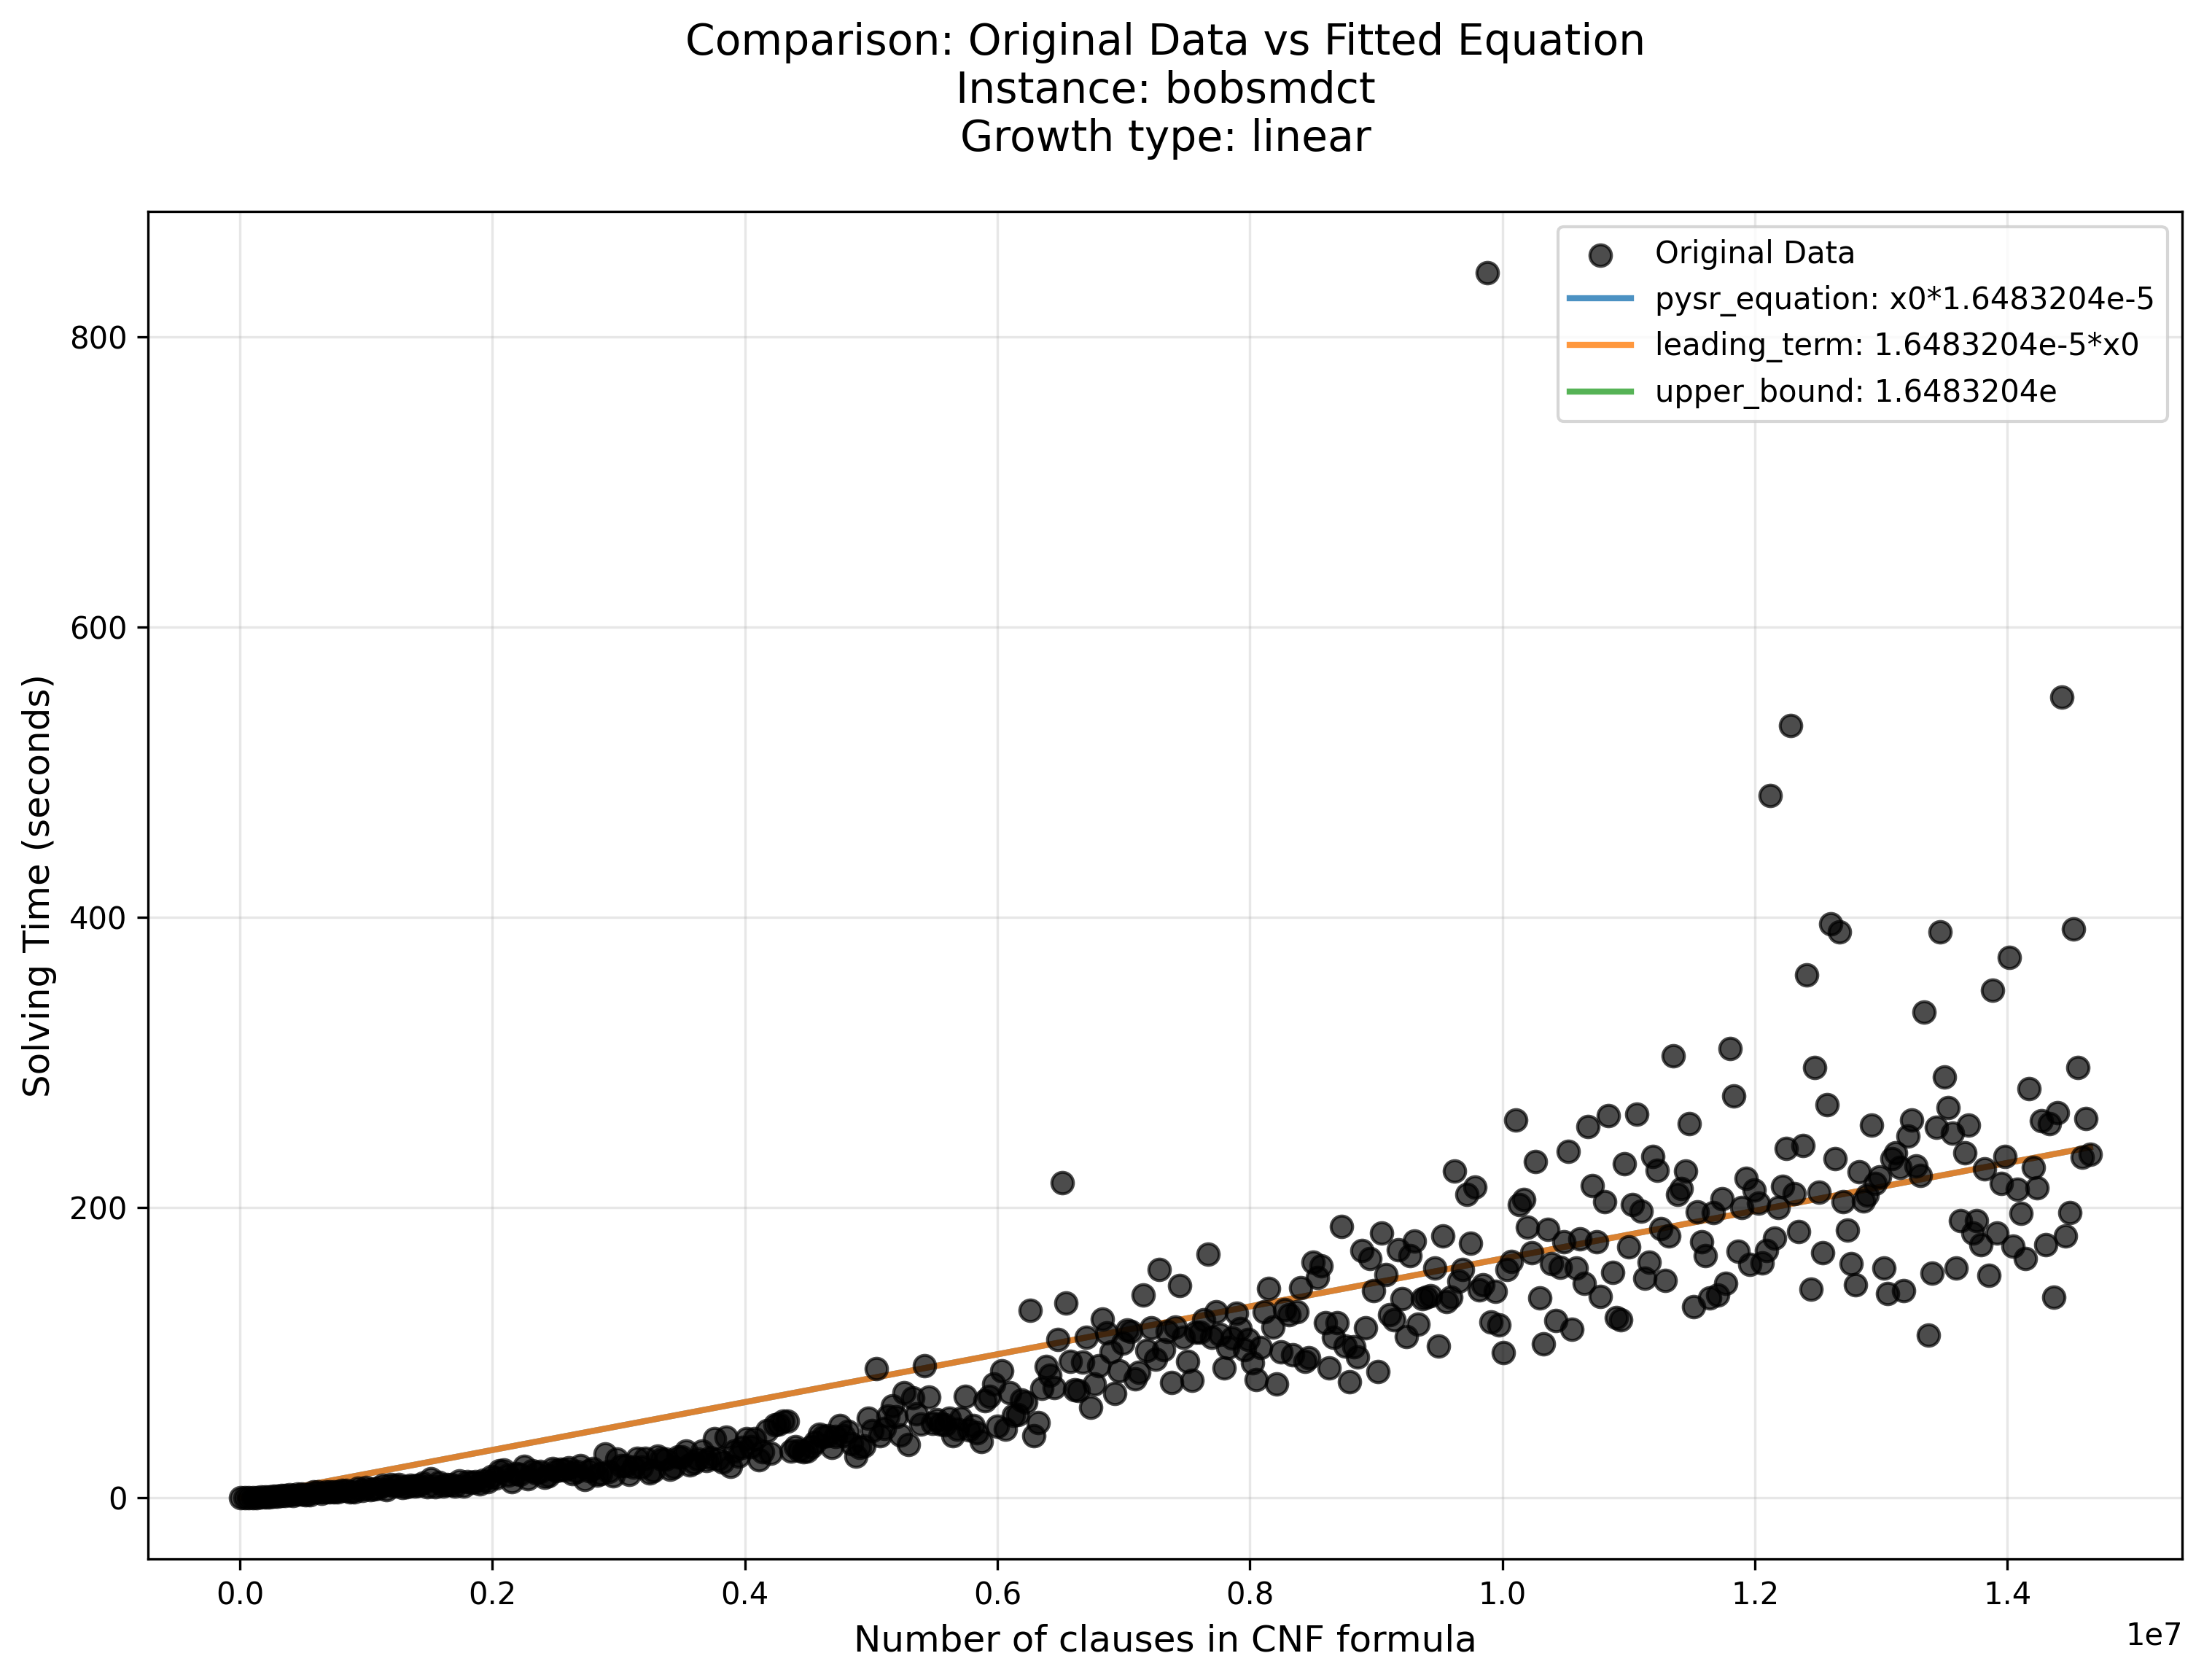 Comparison: Original Data vs Fitted Equation
Instance: bobsmdct
Growth type: linear
Original Data
pysr_equation: x0*1.6483204e-5
leading_term: 1.6483204e-5*x0
upper_bound: 1.6483204e
800
600
400
200
0
Solving Time (seconds)
0.0 0.2 0.4 0.6 0.8 1.0 1.2 1.4
1e7
Number of clauses in CNF formula